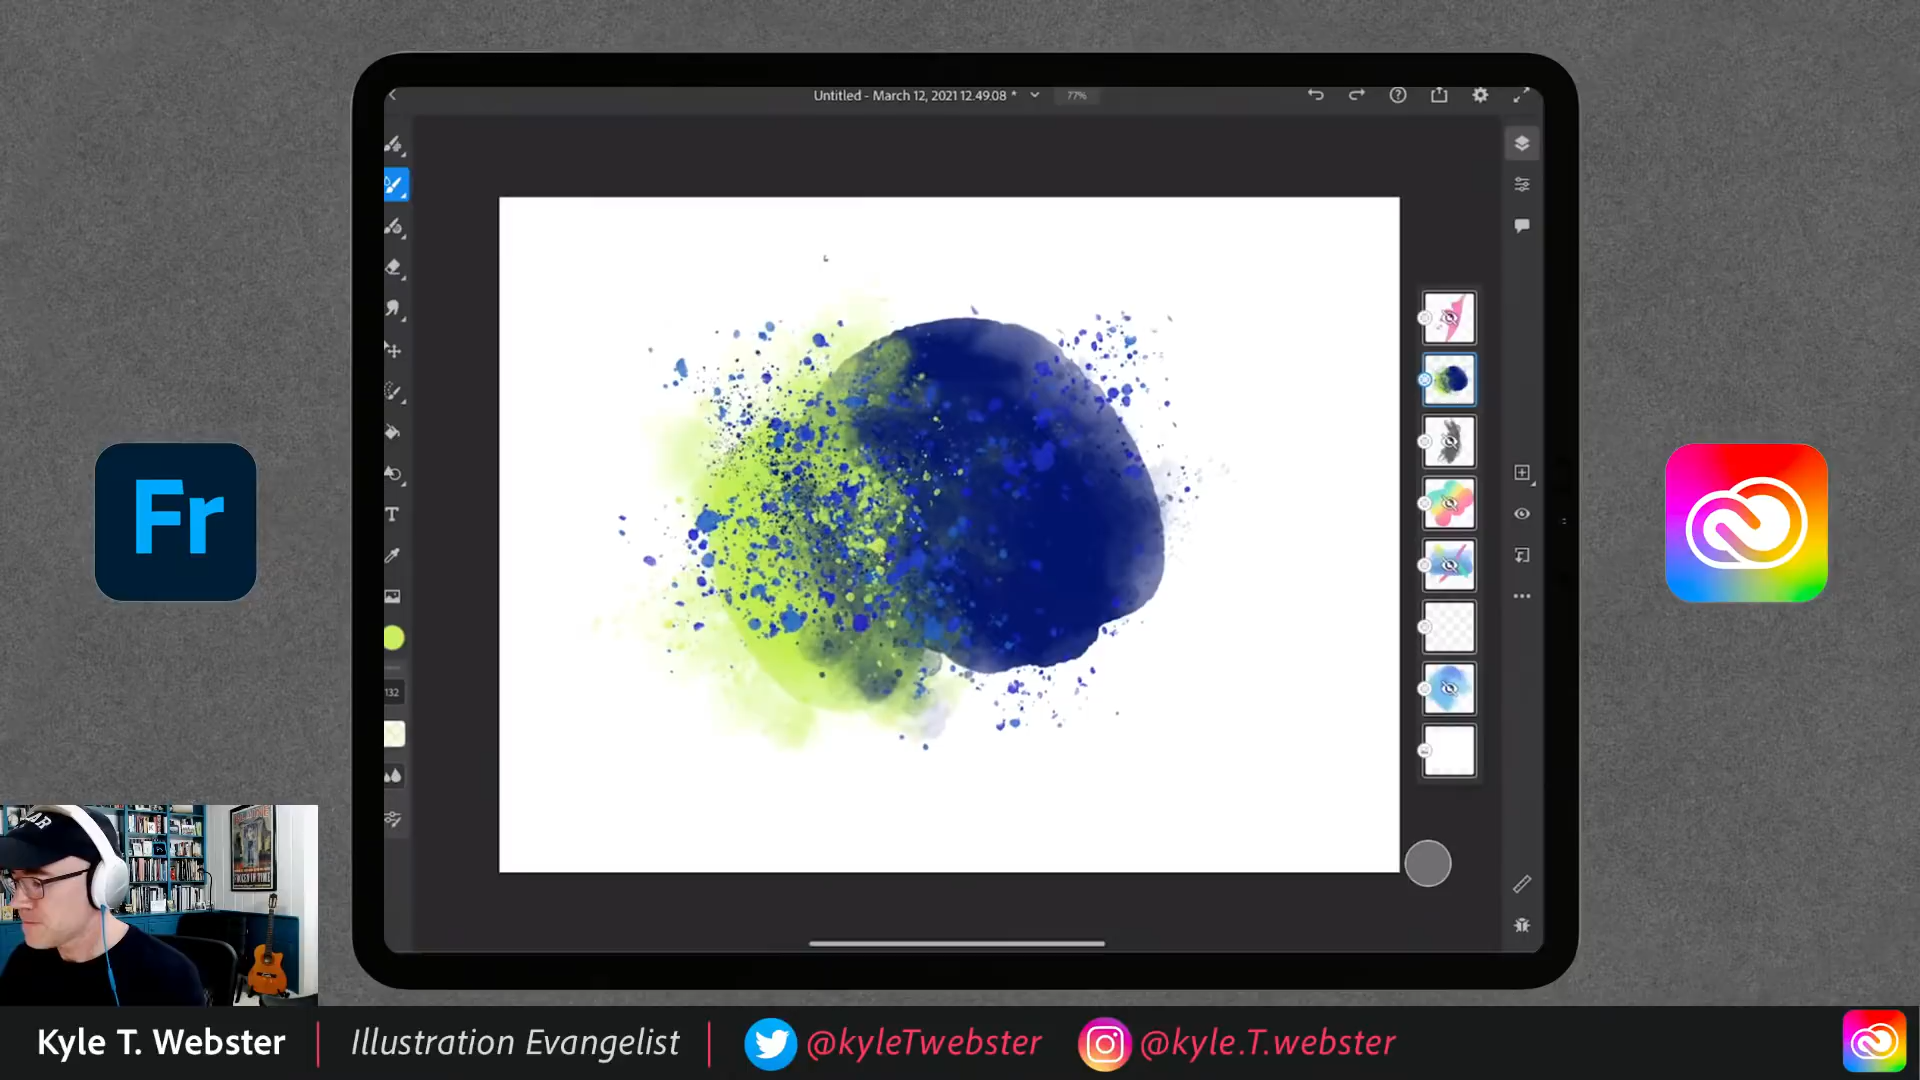 Untitled - March 12, 2021 12.49.08 *
77%
T
132
Fr
Kyle T. Webster
Illustration Evangelist
@kyleTwebster
@kyle.T.webster